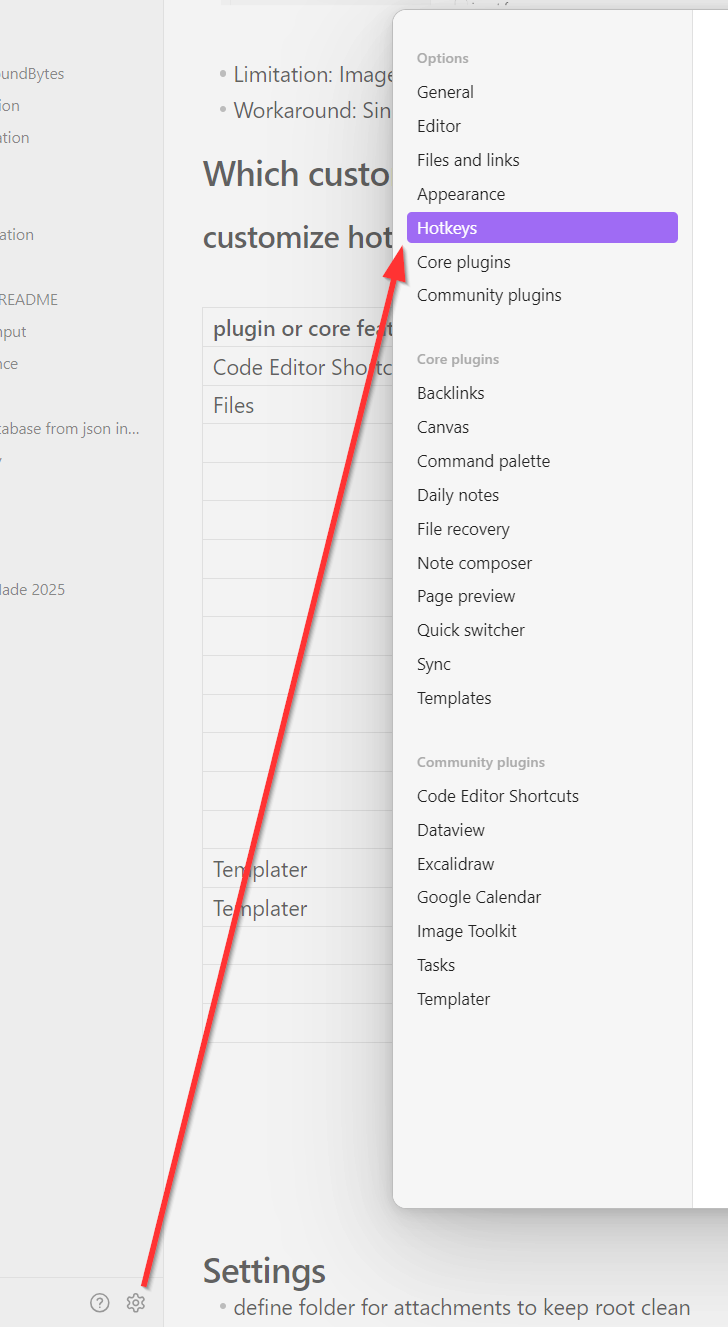 oundBytes
ion
ation
ation
README
nput
nce
tabase from json in...
Made 2025
Limitation: Image
Workaround: Sin
Which custo
customize hot
plugin or core feat
Code Editor Shortc
Files
Templater
Templater
Settings
define folder for attachments to keep root clean
Options
General
Editor
Files and links
Appearance
Hotkeys
Core plugins
Community plugins
Core plugins
Backlinks
Canvas
Command palette
Daily notes
File recovery
Note composer
Page preview
Quick switcher
Sync
Templates
Community plugins
Code Editor Shortcuts
Dataview
Excalidraw
Google Calendar
Image Toolkit
Tasks
Templater